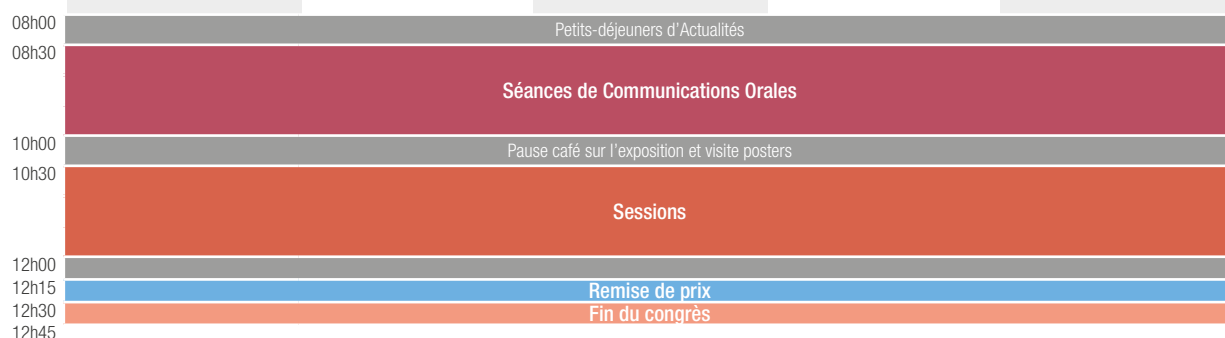 08h00
Petits-déjeuners d'Actualités
08h30
Séances de Communications Orales
10h00
Pause café sur l'exposition et visite posters
10h30
Sessions
12h00
12h15
Remise de prix
12h30
Fin du congrès
12h45